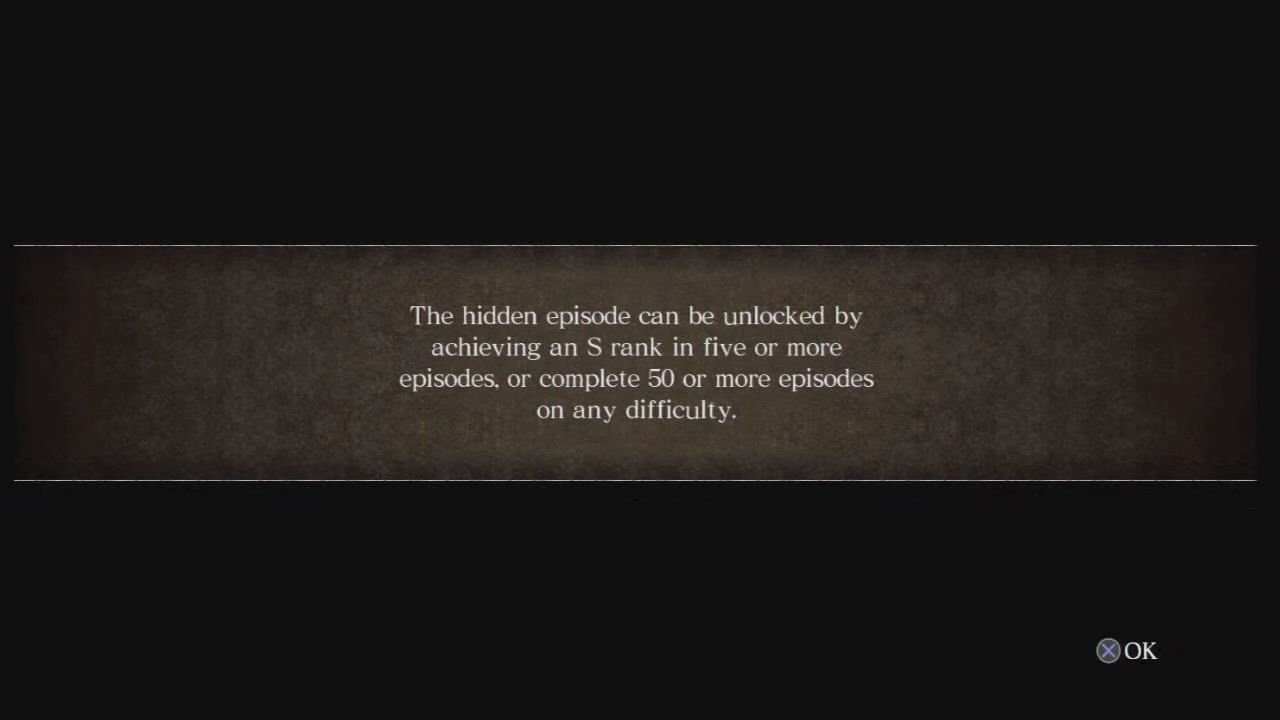 The hidden episode can be unlocked by
achieving an S rank in five or more
episodes, or complete 50 or more episodes
on any difficulty.
OK